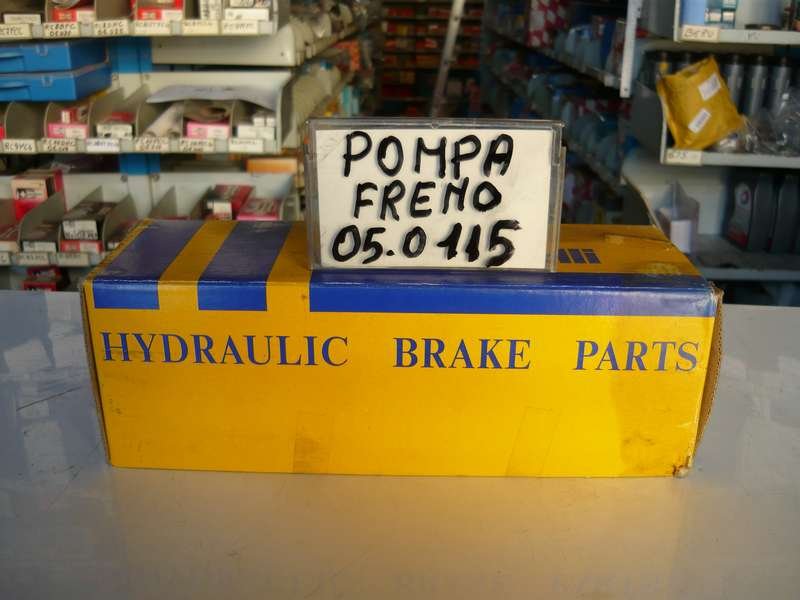 POMPA
FRENO
05.0115
HYDRAULIC BRAKE PARTS